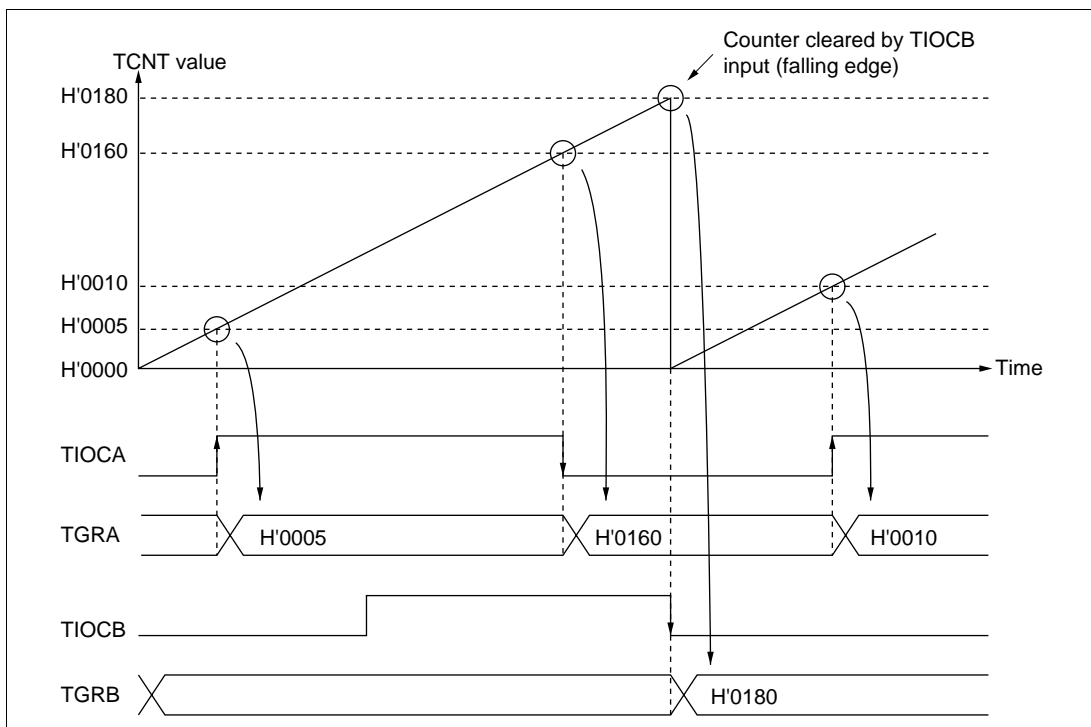 Counter cleared by TIOCB
input (falling edge)
TCNT value
H'0180
H'0160
H'0010
H'0005
H'0000
Time
TIOCA
TGRA
H'0005
H'0160
H'0010
TIOCB
TGRB
H'0180